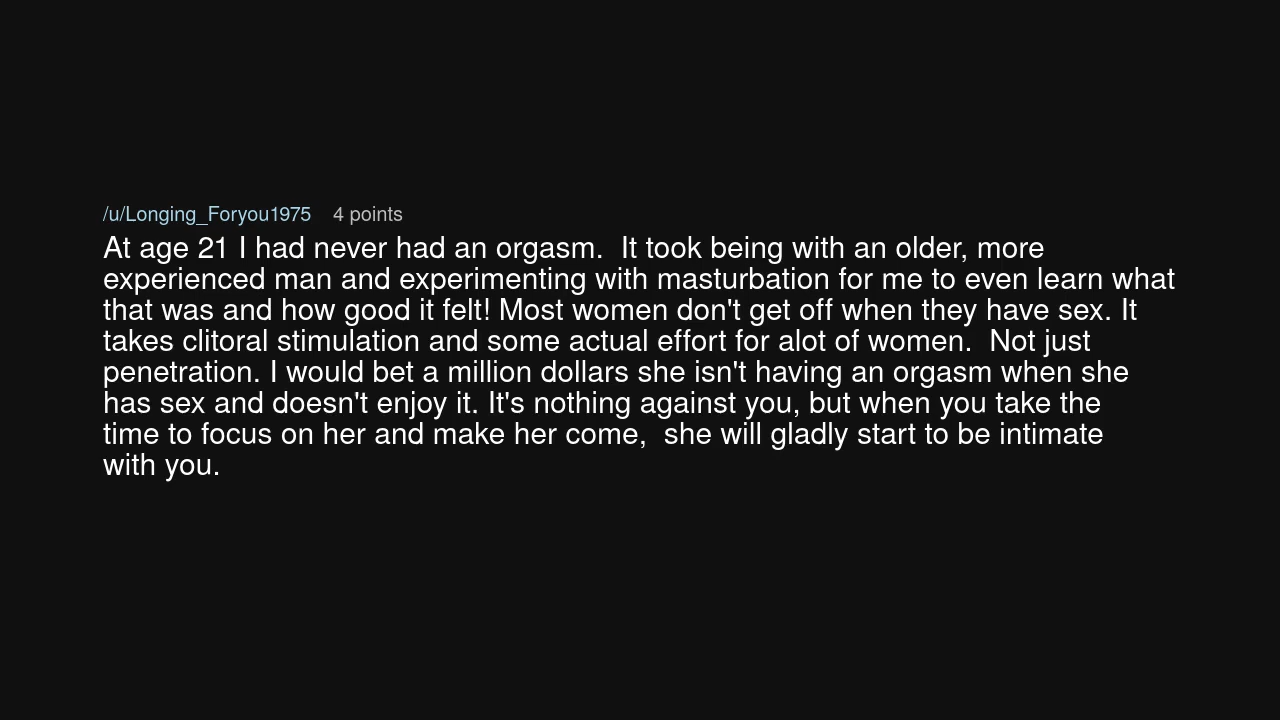 /u/Longing_Foryou1975 4 points
At age 21 I had never had an orgasm.  It took being with an older, more
experienced man and experimenting with masturbation for me to even learn what
that was and how good it felt! Most women don't get off when they have sex. It
takes clitoral stimulation and some actual effort for alot of women.  Not just
penetration. I would bet a million dollars she isn't having an orgasm when she
has sex and doesn't enjoy it. It's nothing against you, but when you take the
time to focus on her and make her come,  she will gladly start to be intimate
with you.